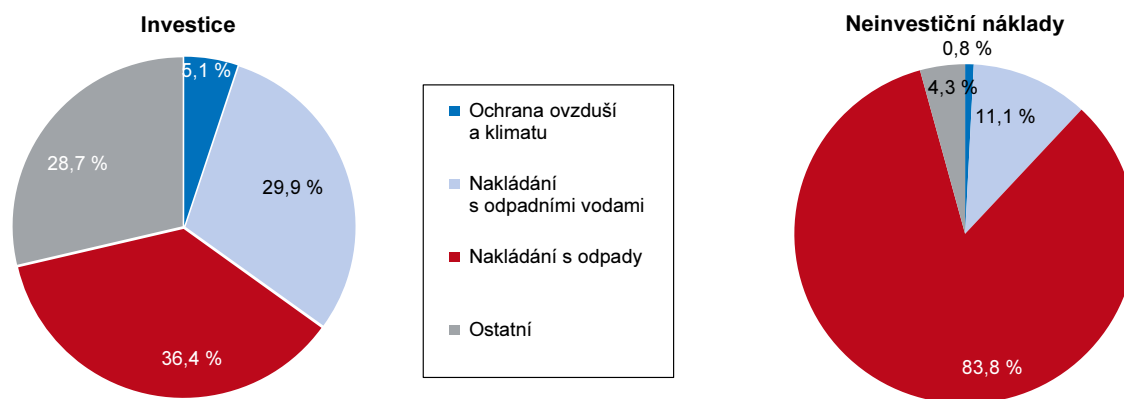 Investice
5,1 %
29,9 %
36,4 %
28,7 %
Ochrana ovzduší
a klimatu
Nakládání
s odpadními vodami
Nakládání s odpady
Ostatní
Neinvestiční náklady
0,8 %
11,1 %
83,8 %
4,3 %